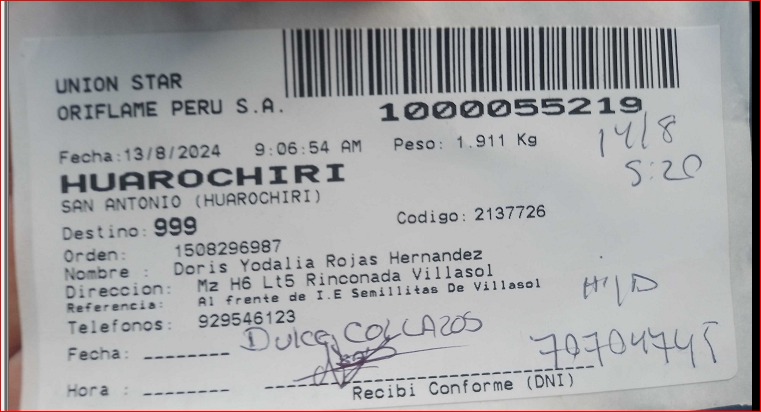 UNION STAR
ORIFLAME PERU S.A.
1000055219
Fecha:13/8/2024 9:06:54 AM Peso: 1.911 Kg
14/8
5:20
HUAROCHIRI
SAN ANTONIO (HUAROCHIRI)
Destino: 999 Codigo: 2137726
Orden: 1508296987
Nombre : Doris Yodalia Rojas Hernandez
Direccion: Mz H6 Lt5 Rinconada Villasol
Referencia: Al frente de I.E Semillitas De Villasol
Telefonos: 929546123
Hijo
Dulce COLLAZOS
Fecha: --------
Hora : --------
Recibi Conforme (DNI)